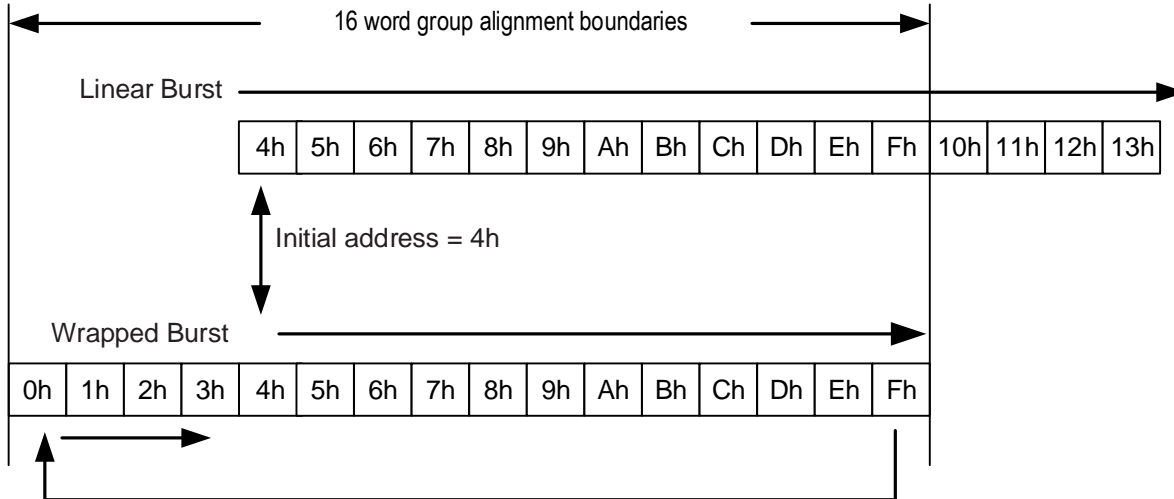 16 word group alignment boundaries
Linear Burst
4h 5h 6h 7h 8h 9h Ah Bh Ch Dh Eh Fh 10h 11h 12h 13h
Initial address = 4h
Wrapped Burst
0h 1h 2h 3h 4h 5h 6h 7h 8h 9h Ah Bh Ch Dh Eh Fh